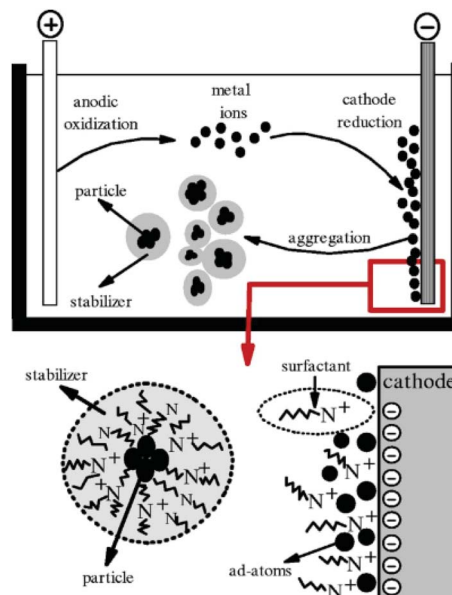 +
−
anodic
oxidization
metal
ions
cathode
reduction
particle
aggregation
stabilizer
stabilizer
surfactant
cathode
N+
N
N+
N
N+
N+
N+
N+
N+
N+
N+
N+
N+
N+
particle
ad-atoms